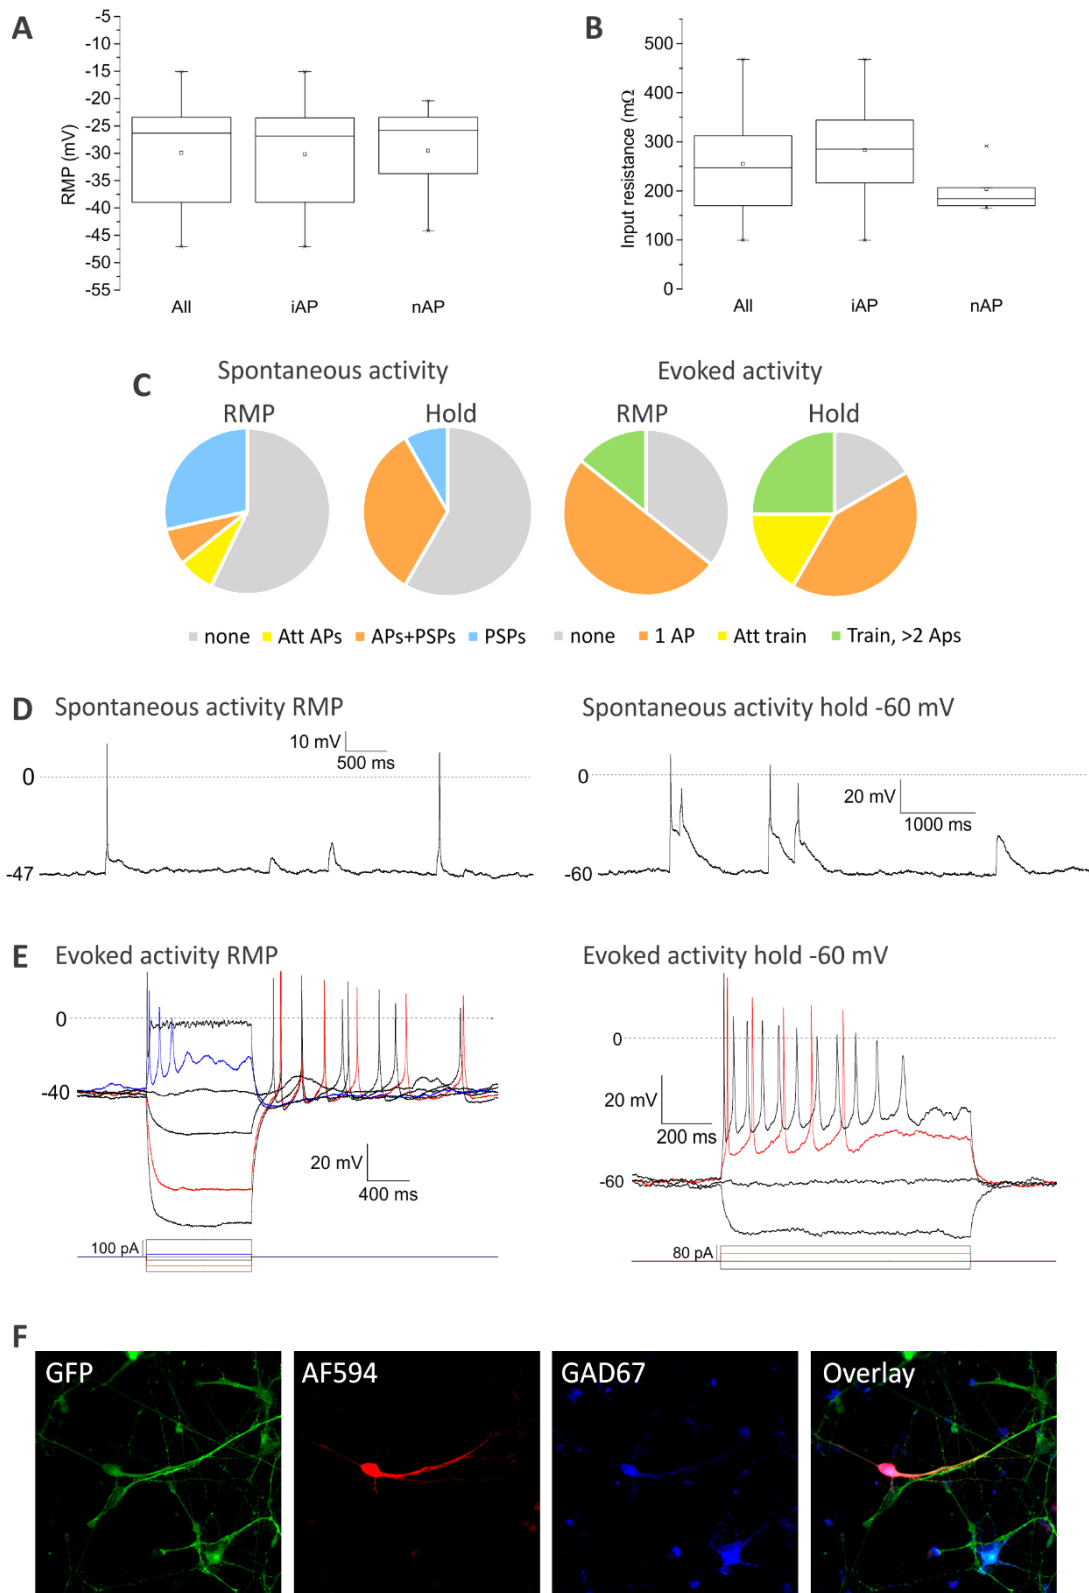 A
RMP (mV)
-5
-10
-15
-20
-25
-30
-35
-40
-45
-50
-55
All
iAP
nAP
B
Input resistance (mΩ
500
400
300
200
100
0
All
iAP
nAP
C
Spontaneous activity
Evoked activity
RMP
Hold
RMP
Hold
none Att APs APs+PSPs PSPs
none 1 AP Att train Train, >2 Aps
D
Spontaneous activity RMP
10 mV
500 ms
0
-47
Spontaneous activity hold -60 mV
0
20 mV
1000 ms
-60
E
Evoked activity RMP
0
-40
20 mV
400 ms
100 pA
Evoked activity hold -60 mV
0
20 mV
200 ms
-60
80 pA
F
GFP
AF594
GAD67
Overlay